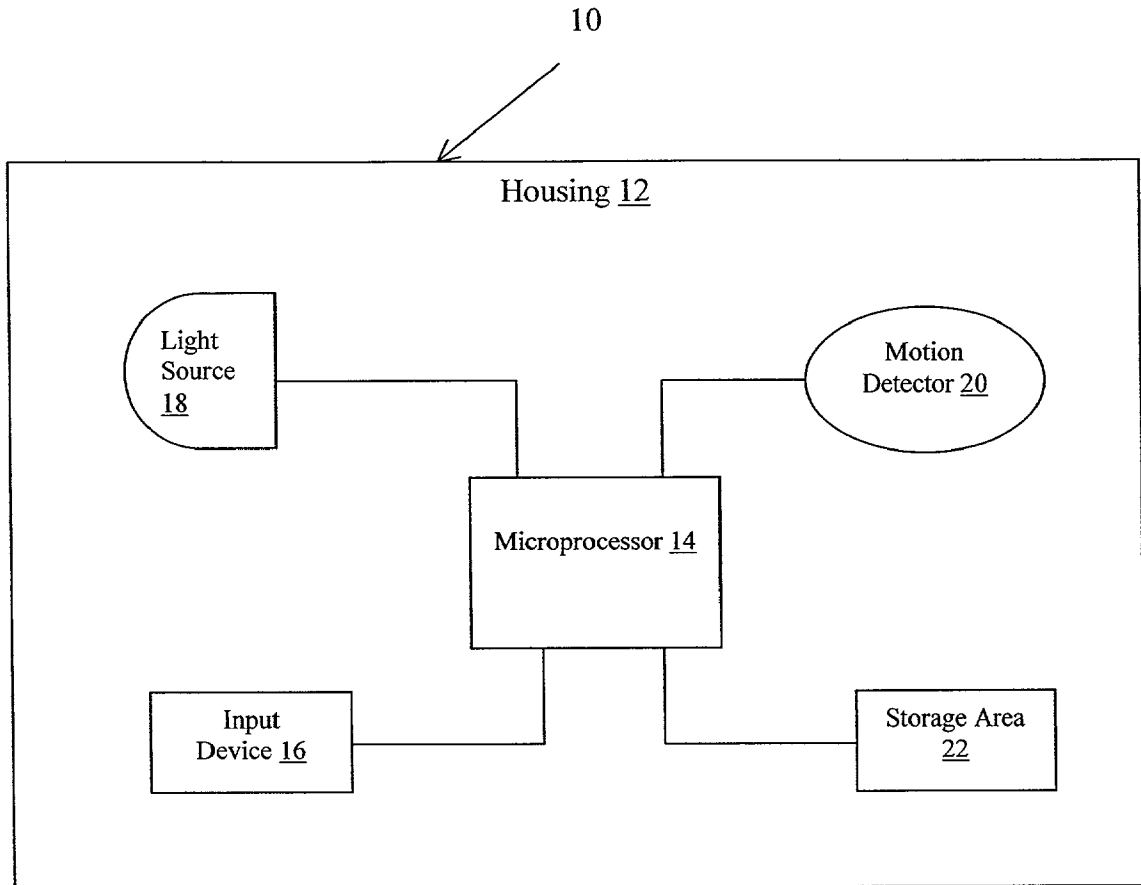 10
Housing 12
Light
Source
18
Motion
Detector 20
Microprocessor 14
Input
Device 16
Storage Area
22